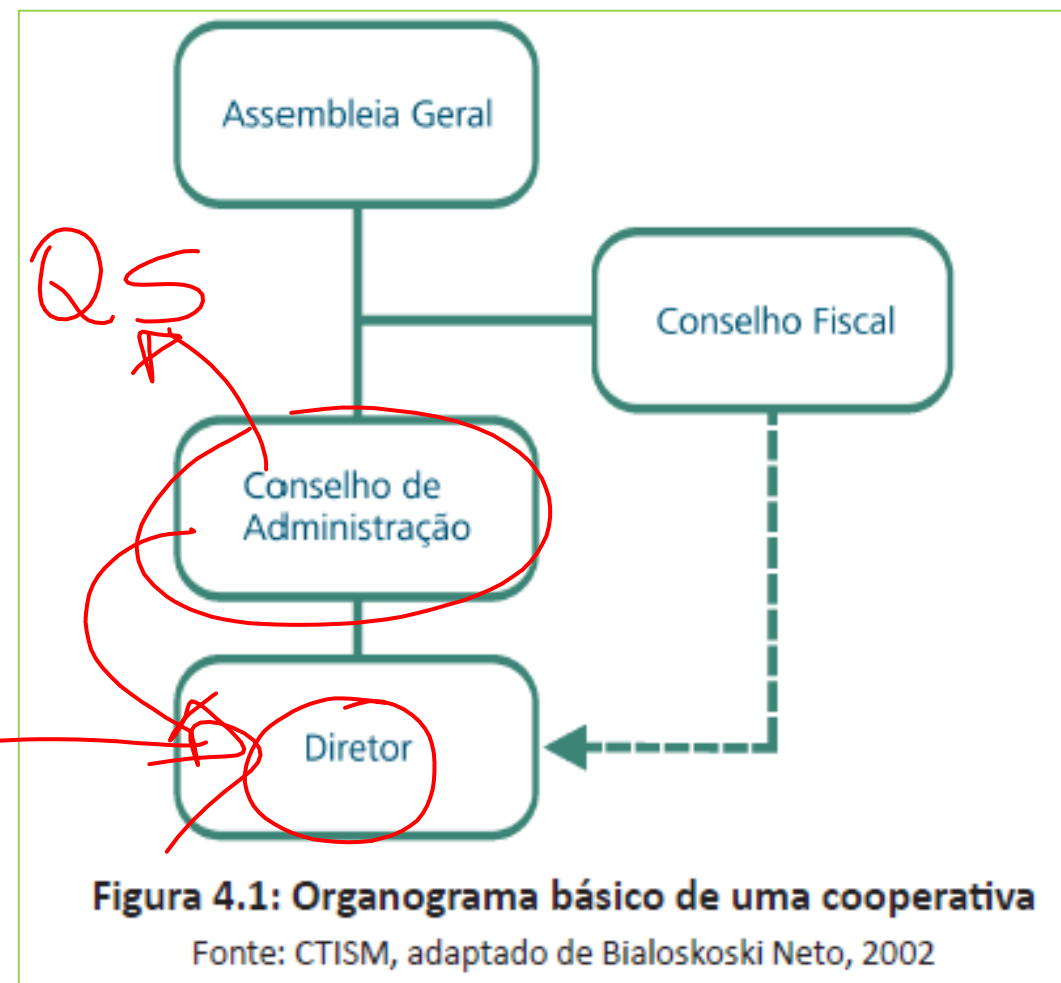 Assembleia Geral
QS
Conselho Fiscal
Conselho de
Administração
Diretor
Figura 4.1: Organograma básico de uma cooperativa
Fonte: CTISM, adaptado de Bialoskoski Neto, 2002